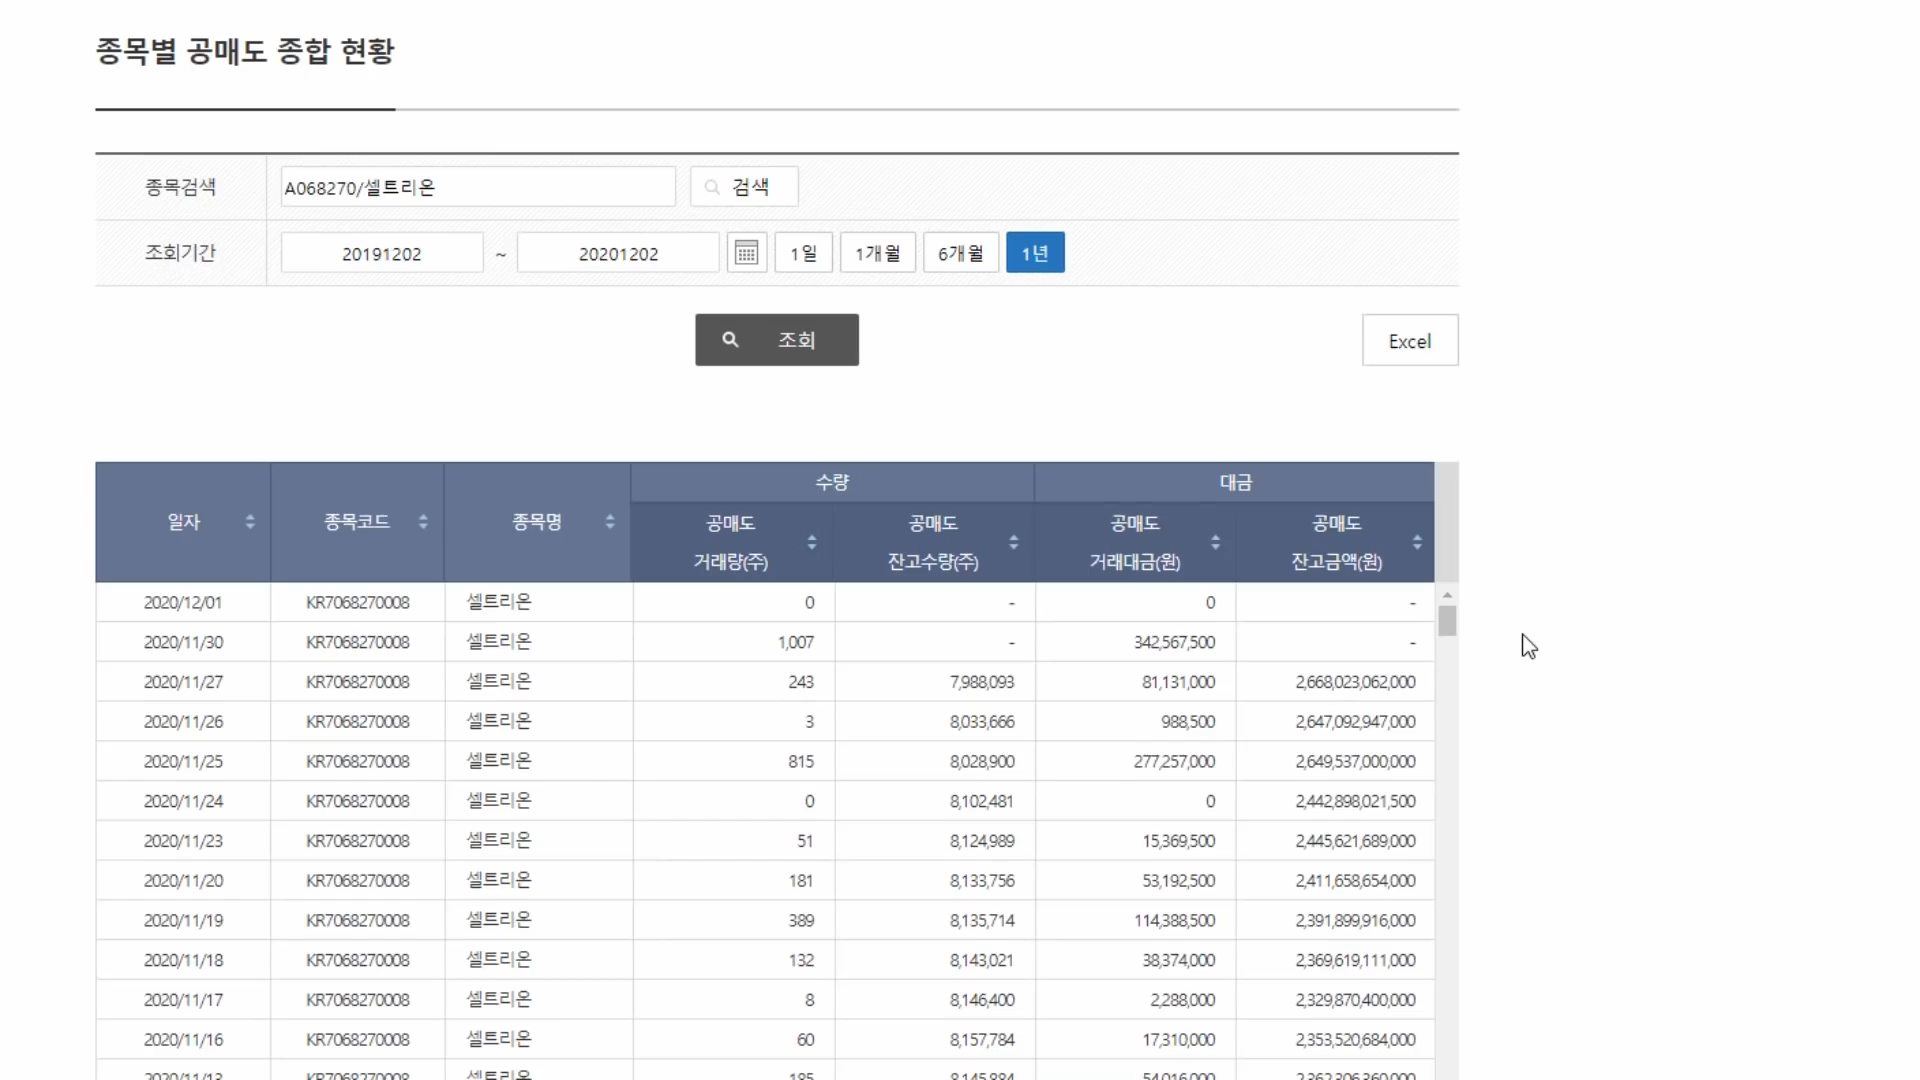 종목별 공매도 종합 현황
종목검색 A068270/셀트리온 검색
조회기간 20191202 ~ 20201202 1일 1개월 6개월 1년
조회 Excel
수량 대금
일자 종목코드 종목명 공매도 공매도 공매도 공매도
거래량(주) 잔고수량(주) 거래대금(원) 잔고금액(원)
2020/12/01 KR7068270008 셀트리온 0 - 0 -
2020/11/30 KR7068270008 셀트리온 1,007 - 342,567,500 -
2020/11/27 KR7068270008 셀트리온 243 7,988,093 81,131,000 2,668,023,062,000
2020/11/26 KR7068270008 셀트리온 3 8,033,666 988,500 2,647,092,947,000
2020/11/25 KR7068270008 셀트리온 815 8,028,900 277,257,000 2,649,537,000,000
2020/11/24 KR7068270008 셀트리온 0 8,102,481 0 2,442,898,021,500
2020/11/23 KR7068270008 셀트리온 51 8,124,989 15,369,500 2,445,621,689,000
2020/11/20 KR7068270008 셀트리온 181 8,133,756 53,192,500 2,411,658,654,000
2020/11/19 KR7068270008 셀트리온 389 8,135,714 114,388,500 2,391,899,916,000
2020/11/18 KR7068270008 셀트리온 132 8,143,021 38,374,000 2,369,619,111,000
2020/11/17 KR7068270008 셀트리온 8 8,146,400 2,288,000 2,329,870,400,000
2020/11/16 KR7068270008 셀트리온 60 8,157,784 17,310,000 2,353,520,684,000
2020/11/13 KR7068270008 셀트리온 185